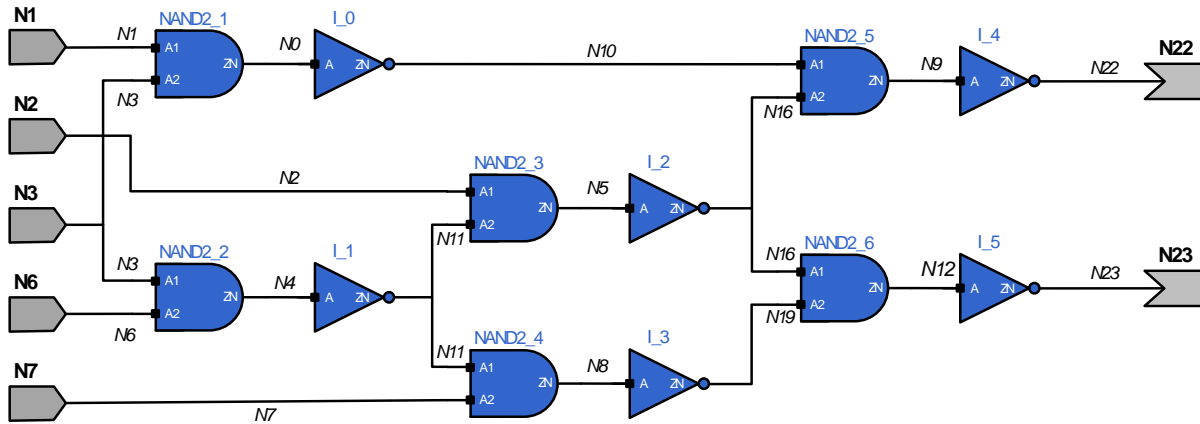 N1
N2
N3
N6
N7
N1
N3
NAND2_1
A1
A2
ZN
N0
I_0
A
ZN
N10
NAND2_5
A1
A2
ZN
N16
N9
I_4
A
ZN
N22
N22
N2
NAND2_3
A1
A2
ZN
N11
N5
I_2
A
ZN
N3
N6
NAND2_2
A1
A2
ZN
N4
I_1
A
ZN
N16
N19
NAND2_6
A1
A2
ZN
N12
I_5
A
ZN
N23
N23
N11
NAND2_4
A1
A2
ZN
N8
I_3
A
ZN
N7